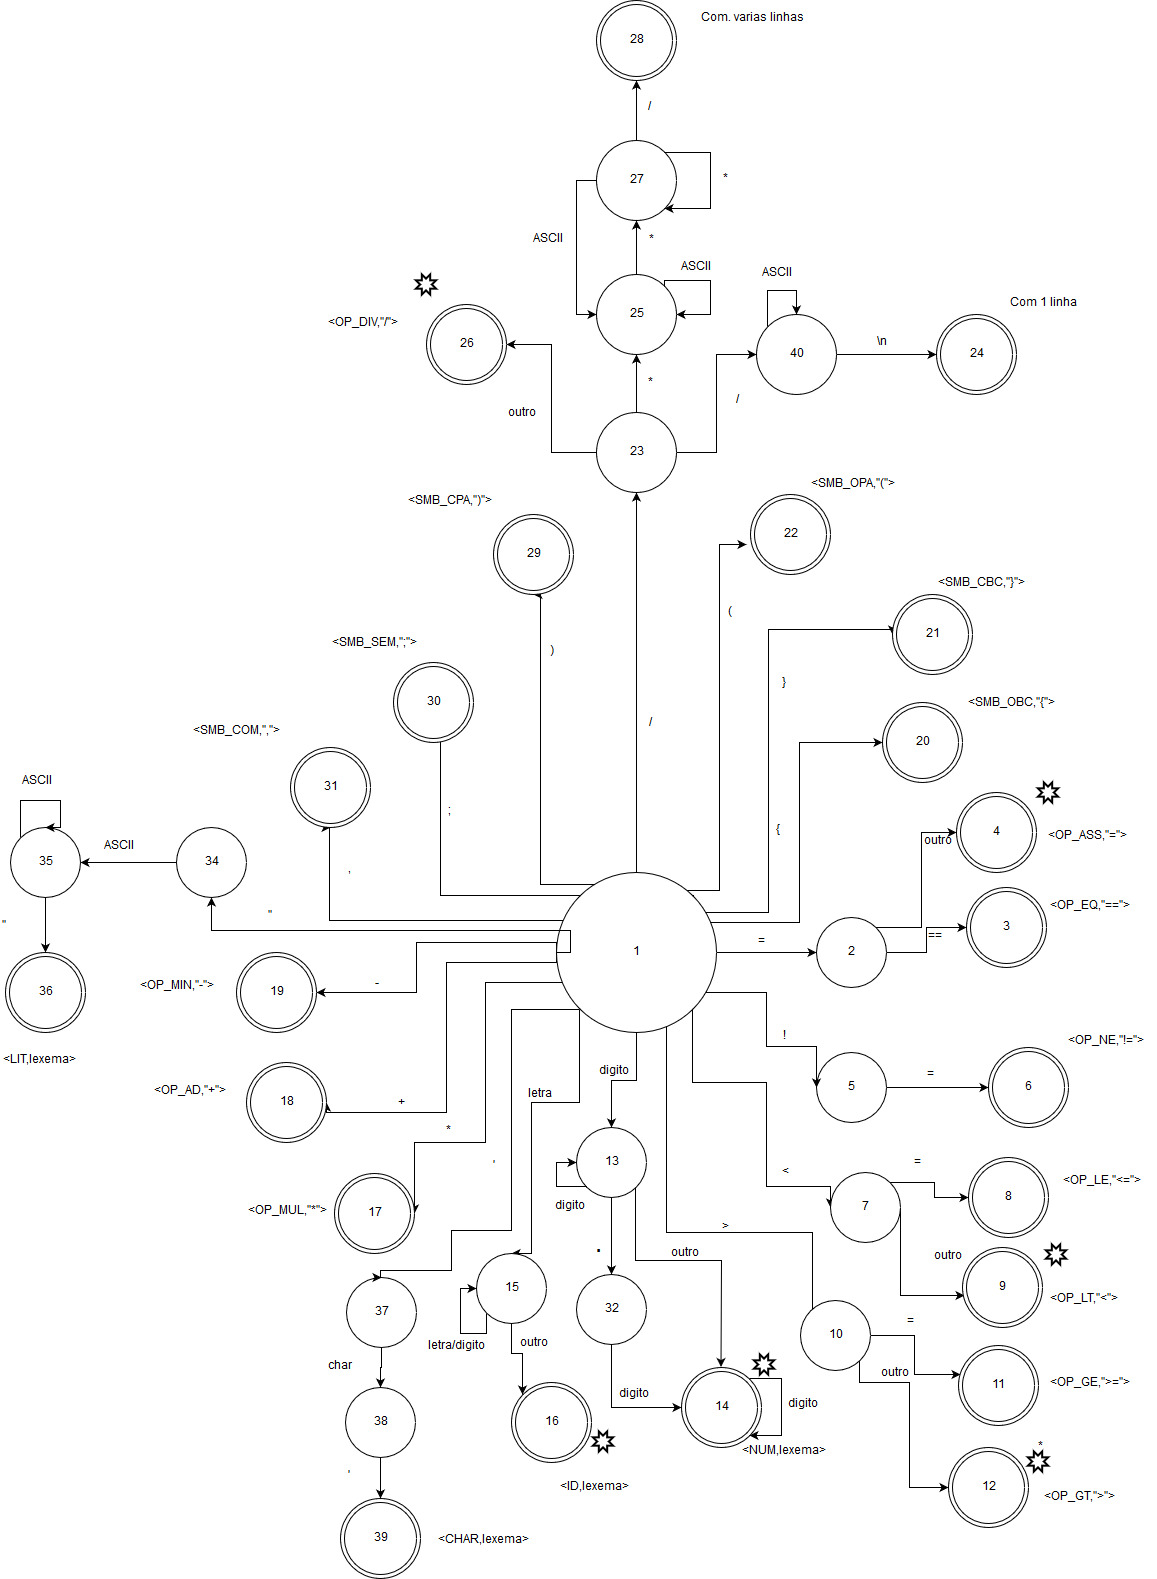 Com. varias linhas
28
/
27
*
ASCII
*
ASCII
25
ASCII
Com 1 linha
<OP_DIV,"/">
26
40
\n
24
*
/
outro
23
<SMB_OPA,"(">
<SMB_CPA,")">
22
29
<SMB_CBC,"}">
(
21
<SMB_SEM,";">
)
}
30
<SMB_OBC,"{">
<SMB_COM,",">
/
20
ASCII
31
;
{
4
<OP_ASS,"=">
outro
ASCII
35
34
,
<OP_EQ,"==">
"
"
3
==
=
1
2
<OP_MIN,"-">
19
-
36
<LIT,lexema>
!
<OP_NE,"!=">
digito
=
5
6
<OP_AD,"+">
18
+
letra
*
'
13
<
=
<OP_LE,"<=">
8
digito
7
<OP_MUL,"*">
17
>
.
outro
outro
15
9
<OP_LT,"<">
37
32
=
10
letra/digito
outro
char
outro
11
<OP_GE,">=">
digito
digito
14
38
16
*
<NUM,lexema>
'
<ID,lexema>
12
<OP_GT,">">
39
<CHAR,lexema>